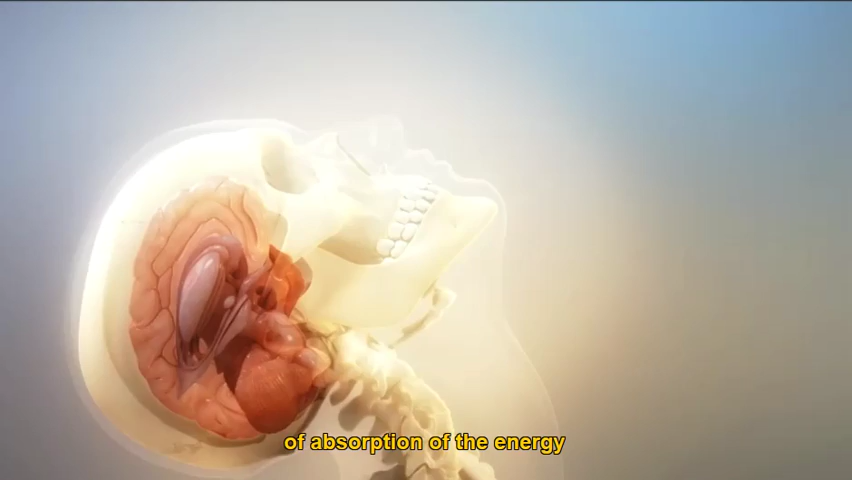 of absorption of the energy